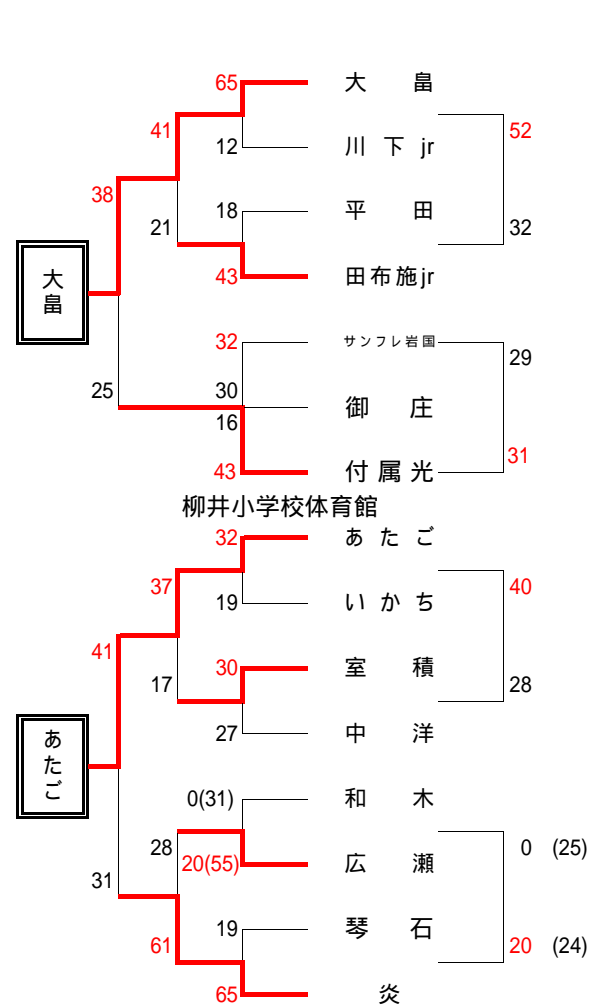 65 大畠
41 52
12 川下jr
38
18 平田
21 32
43 田布施jr
大畠
32 サンフレ岩国
29
25 30 御庄
16
31
43 付属光
柳井小学校体育館
32 あたご
37 40
19 いかち
41
30 室積
17 28
27 中洋
あたご
0(31) 和木
28 0 (25)
20(55) 広瀬
31
19 琴石
61 20 (24)
65 炎